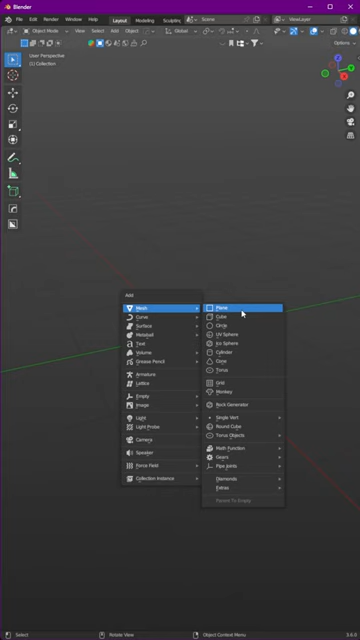 Blender
File Edit Render Window Help Layout Modeling Sculpting Scene ViewLayer
Object Mode View Select Add Object Global
Options
User Perspective
(1) Collection
Add
Mesh
Curve
Surface
Metaball
Text
Volume
Grease Pencil
Armature
Lattice
Empty
Image
Light
Light Probe
Camera
Speaker
Force Field
Collection Instance
Plane
Cube
Circle
UV Sphere
Ico Sphere
Cylinder
Cone
Torus
Grid
Monkey
Rock Generator
Single Vert
Round Cube
Torus Objects
Math Function
Gears
Pipe Joints
Diamonds
Extras
Parent To Empty
Select Rotate View Object Context Menu 3.6.0